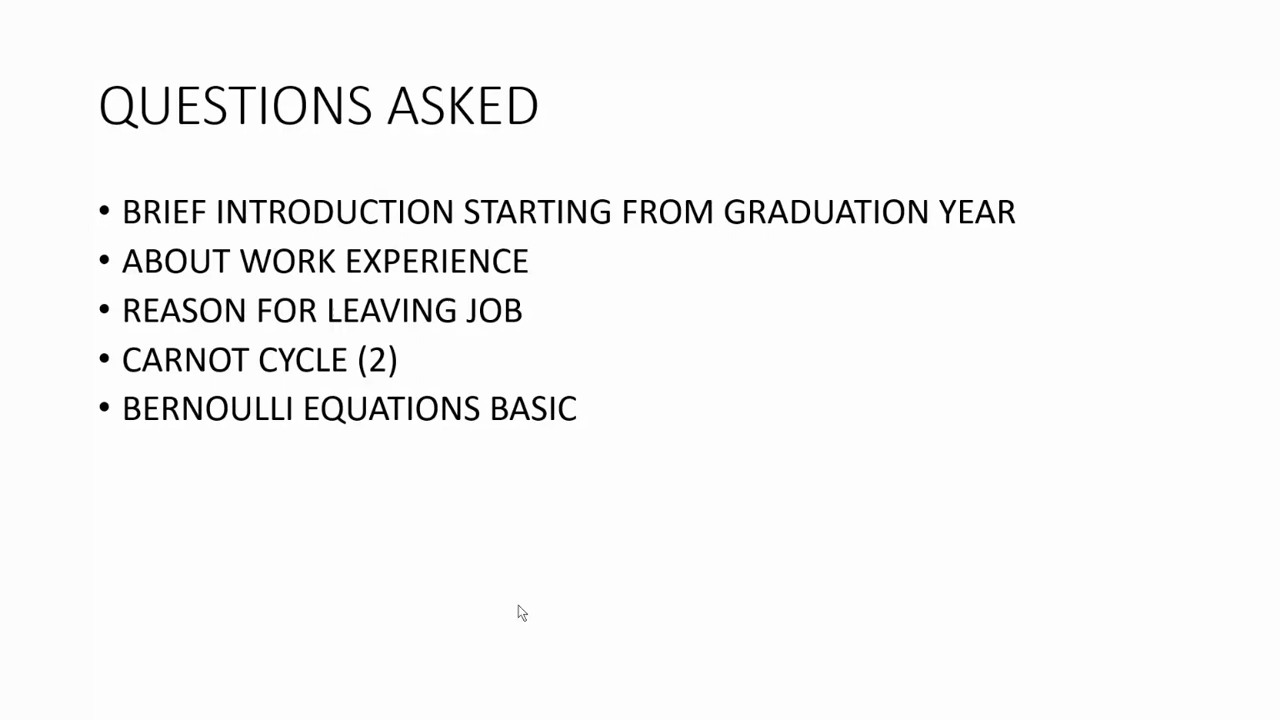 QUESTIONS ASKED
• BRIEF INTRODUCTION STARTING FROM GRADUATION YEAR
• ABOUT WORK EXPERIENCE
• REASON FOR LEAVING JOB
• CARNOT CYCLE (2)
• BERNOULLI EQUATIONS BASIC